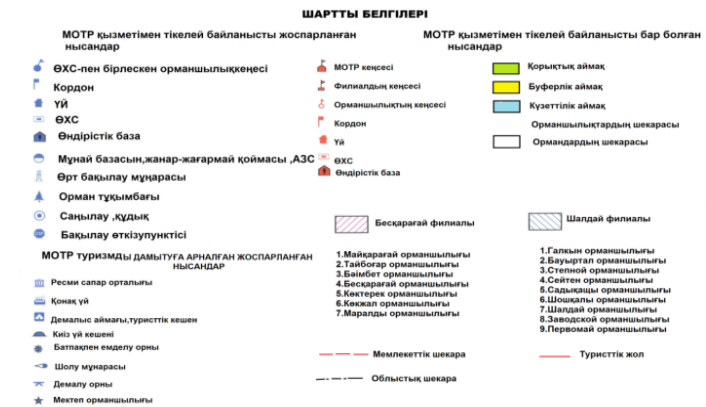 ШАРТТЫ БЕЛГІЛЕРІ
МОТР қызметімен тікелей байланысты жоспарланған
нысандар
ӨХС-пен бірлескен орманшылықкеңесі
Кордон
Үй
ӨХС
Өндірістік база
Мұнай базасын,жанар-жағармай қоймасы ,АЗС
Өрт бақылау мұнарасы
Орман тұқымбағы
Саңылау ,құдық
Бақылау өткізупунктісі
МОТР туризмды ДАМЫТУҒА АРНАЛҒАН ЖОСПАРЛАНҒАН
НЫСАНДАР
Ресми сапар орталығы
Қонақ үй
Демалыс аймағы,туристтік кешен
Киіз үй кешені
Батпақпен емделу орны
Шолу мұнарасы
Демалу орны
Мектеп орманшылығы
МОТР қызметімен тікелей байланысты бар болған
нысандар
МОТР кеңсесі
Филиалдың кеңсесі
Орманшылықтың кеңсесі
Кордон
Үй
ӨХС
Өндірістік база
Қорықтық аймақ
Буферлік аймақ
Күзеттілік аймақ
Орманшылықтардың шекарасы
Ормандардың шекарасы
Бесқарағай филиалы
1.Майқарағай орманшылығы
2.Тайбоғар орманшылығы
3.Бәімбет орманшылығы
4.Бесқарағай орманшылығы
5.Көктерек орманшылығы
6.Көкжал орманшылығы
7.Маралды орманшылығы
Шалдай филиалы
1.Галкын орманшылығы
2.Бауыртал орманшылығы
3.Степной орманшылығы
4.Сейтен орманшылығы
5.Садықащы орманшылығы
6.Шошқалы орманшылығы
7.Шалдай орманшылығы
8.Заводской орманшылығы
9.Первомай орманшылығы
Мемлекеттік шекара
Туристтік жол
Облыстық шекара